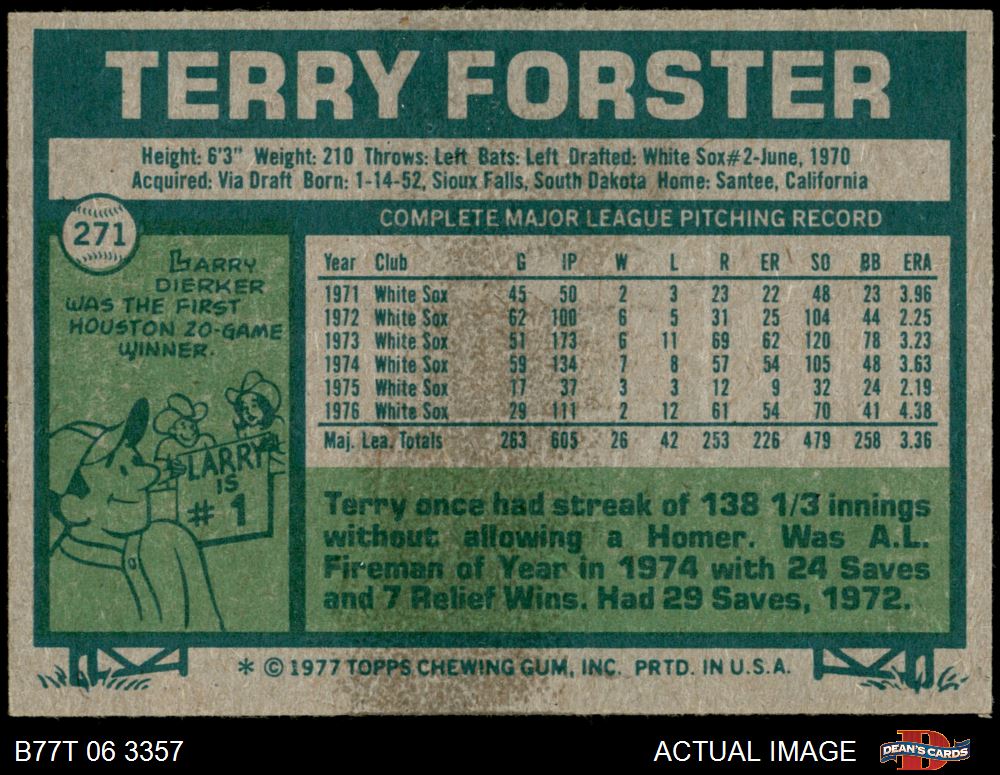 TERRY FORSTER
Height: 6'3" Weight: 210 Throws: Left Bats: Left Drafted: White Sox#2-June, 1970
Acquired: Via Draft Born: 1-14-52, Sioux Falls, South Dakota Home: Santee, California
271
LARRY
DIERKER
WAS THE FIRST
HOUSTON 20-GAME
WINNER.
LARRY
IS
# 1
COMPLETE MAJOR LEAGUE PITCHING RECORD
Year Club G IP W L R ER SO BB ERA
1971 White Sox 45 50 2 3 23 22 48 23 3.96
1972 White Sox 62 100 6 5 31 25 104 44 2.25
1973 White Sox 51 173 6 11 69 62 120 78 3.23
1974 White Sox 59 134 7 8 57 54 105 48 3.63
1975 White Sox 17 37 3 3 12 9 32 24 2.19
1976 White Sox 29 111 2 12 61 54 70 41 4.38
Maj. Lea. Totals 263 605 26 42 253 226 479 258 3.36
Terry once had streak of 138 1/3 innings
without allowing a Homer. Was A.L.
Fireman of Year in 1974 with 24 Saves
and 7 Relief Wins. Had 29 Saves, 1972.
* © 1977 TOPPS CHEWING GUM, INC. PRTD. IN U.S.A.
B77T 06 3357
ACTUAL IMAGE
DEAN'S CARDS